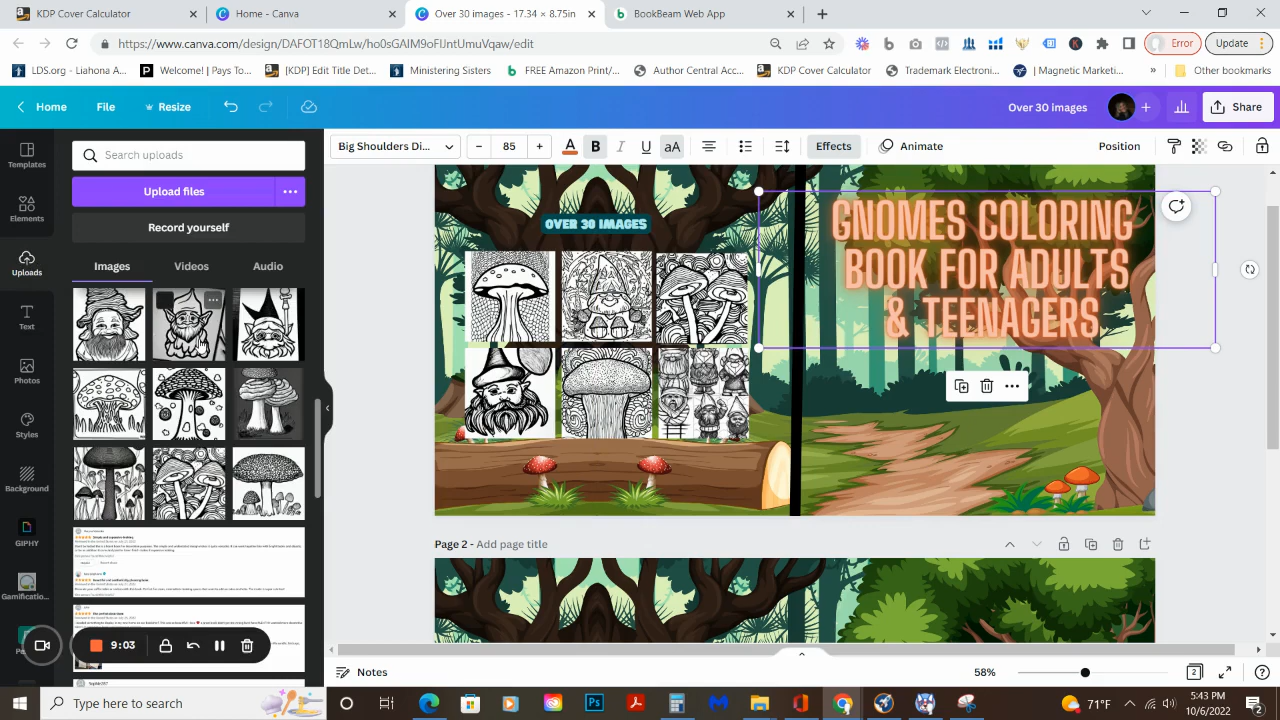 KDP Cover Calculator
Home - Canva
Over 30 images - 17.34 × 8.75in
BookBeam Web App
https://www.canva.com/design/DAFOT18QmLw/ho0sGAIM9oFIJntUmuVqaw/edit
Error
Update
LDS.org - Liahona A...
Welcome! | Pays To...
[KDP] Edit Title Det...
Ministering Sisters
FREE Amazon Print/...
Author Central Acc...
KDP Cover Calculator
Trademark Electroni...
| Magnetic Marketi...
Other bookmarks
Home
File
Resize
Over 30 images
Share
Big Shoulders Di...
85
A
B
I
U
aA
Effects
Animate
Position
Templates
Elements
Uploads
Text
Photos
Styles
Background
GIPHY
Gamificatio...
Search uploads
Upload files
Record yourself
Images
Videos
Audio
OVER 30 IMAGES
GNOMES COLORING
BOOK FOR ADULTS
& TEENAGERS
Page 2 -
9:03
Notes
58%
2
Type here to search
71°F
5:43 PM
10/6/2022